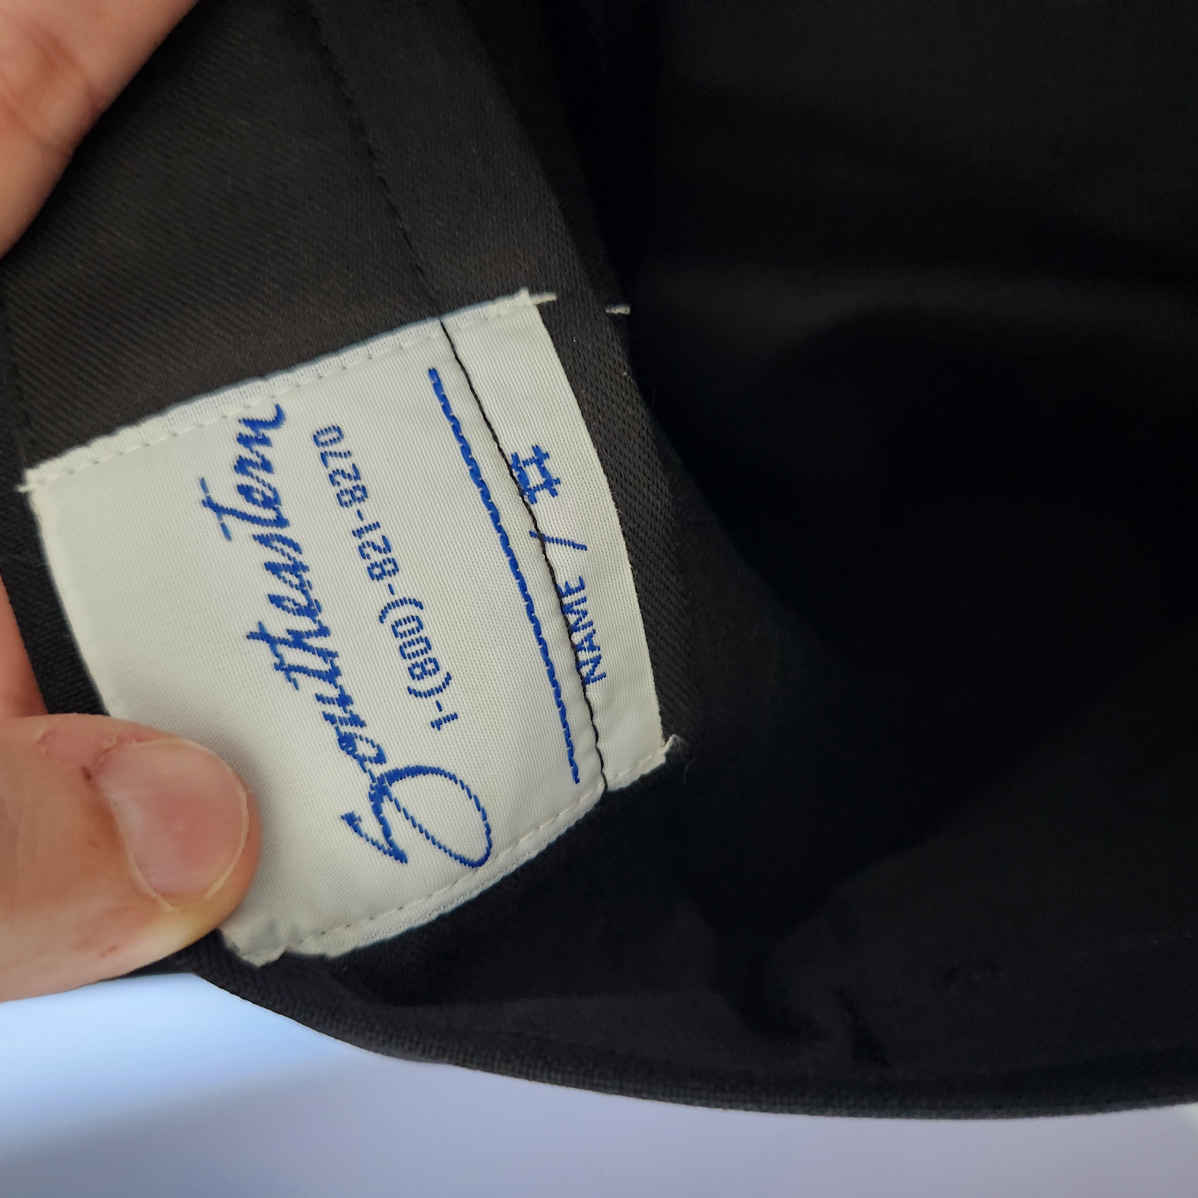 Southeastern
1-(800)-821-8270
NAME / #